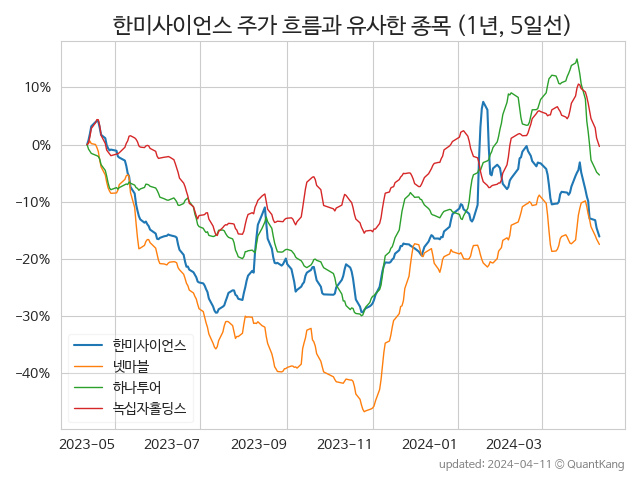 한미사이언스 주가 흐름과 유사한 종목 (1년, 5일선)
10%
0%
−10%
−20%
−30%
−40%
한미사이언스
넷마블
하나투어
녹십자홀딩스
2023-05 2023-07 2023-09 2023-11 2024-01 2024-03
updated: 2024-04-11 © QuantKang